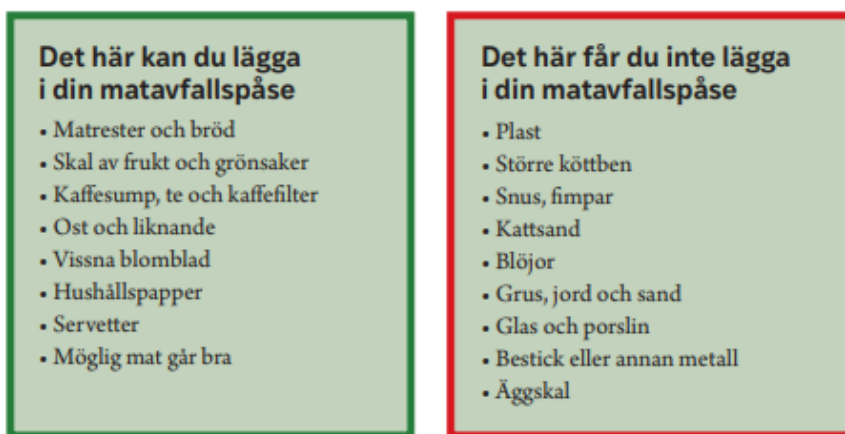 Det här kan du lägga
i din matavfallspåse
• Matrester och bröd
• Skal av frukt och grönsaker
• Kaffesump, te och kaffefilter
• Ost och liknande
• Vissna blomblad
• Hushållspapper
• Servetter
• Möglig mat går bra
Det här får du inte lägga
i din matavfallspåse
• Plast
• Större köttben
• Snus, fimpar
• Kattsand
• Blöjor
• Grus, jord och sand
• Glas och porslin
• Bestick eller annan metall
• Äggskal